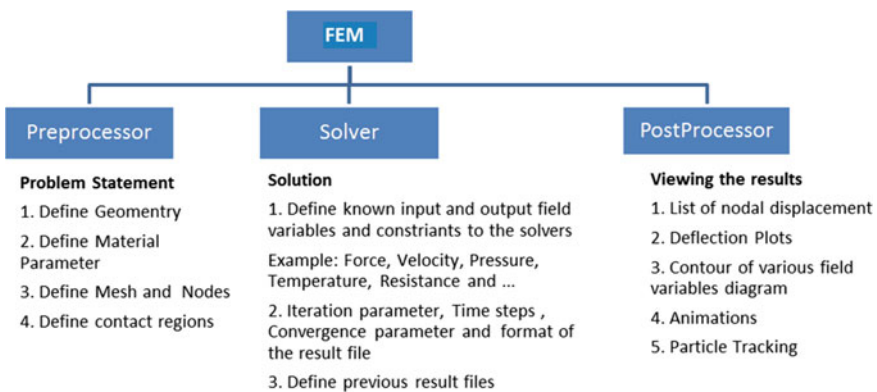 FEM
Preprocessor
Problem Statement
1. Define Geomentry
2. Define Material
Parameter
3. Define Mesh and Nodes
4. Define contact regions
Solver
Solution
1. Define known input and output field
variables and constriants to the solvers
Example: Force, Velocity, Pressure,
Temperature, Resistance and ...
2. Iteration parameter, Time steps ,
Convergence parameter and format of
the result file
3. Define previous result files
PostProcessor
Viewing the results
1. List of nodal displacement
2. Deflection Plots
3. Contour of various field
variables diagram
4. Animations
5. Particle Tracking